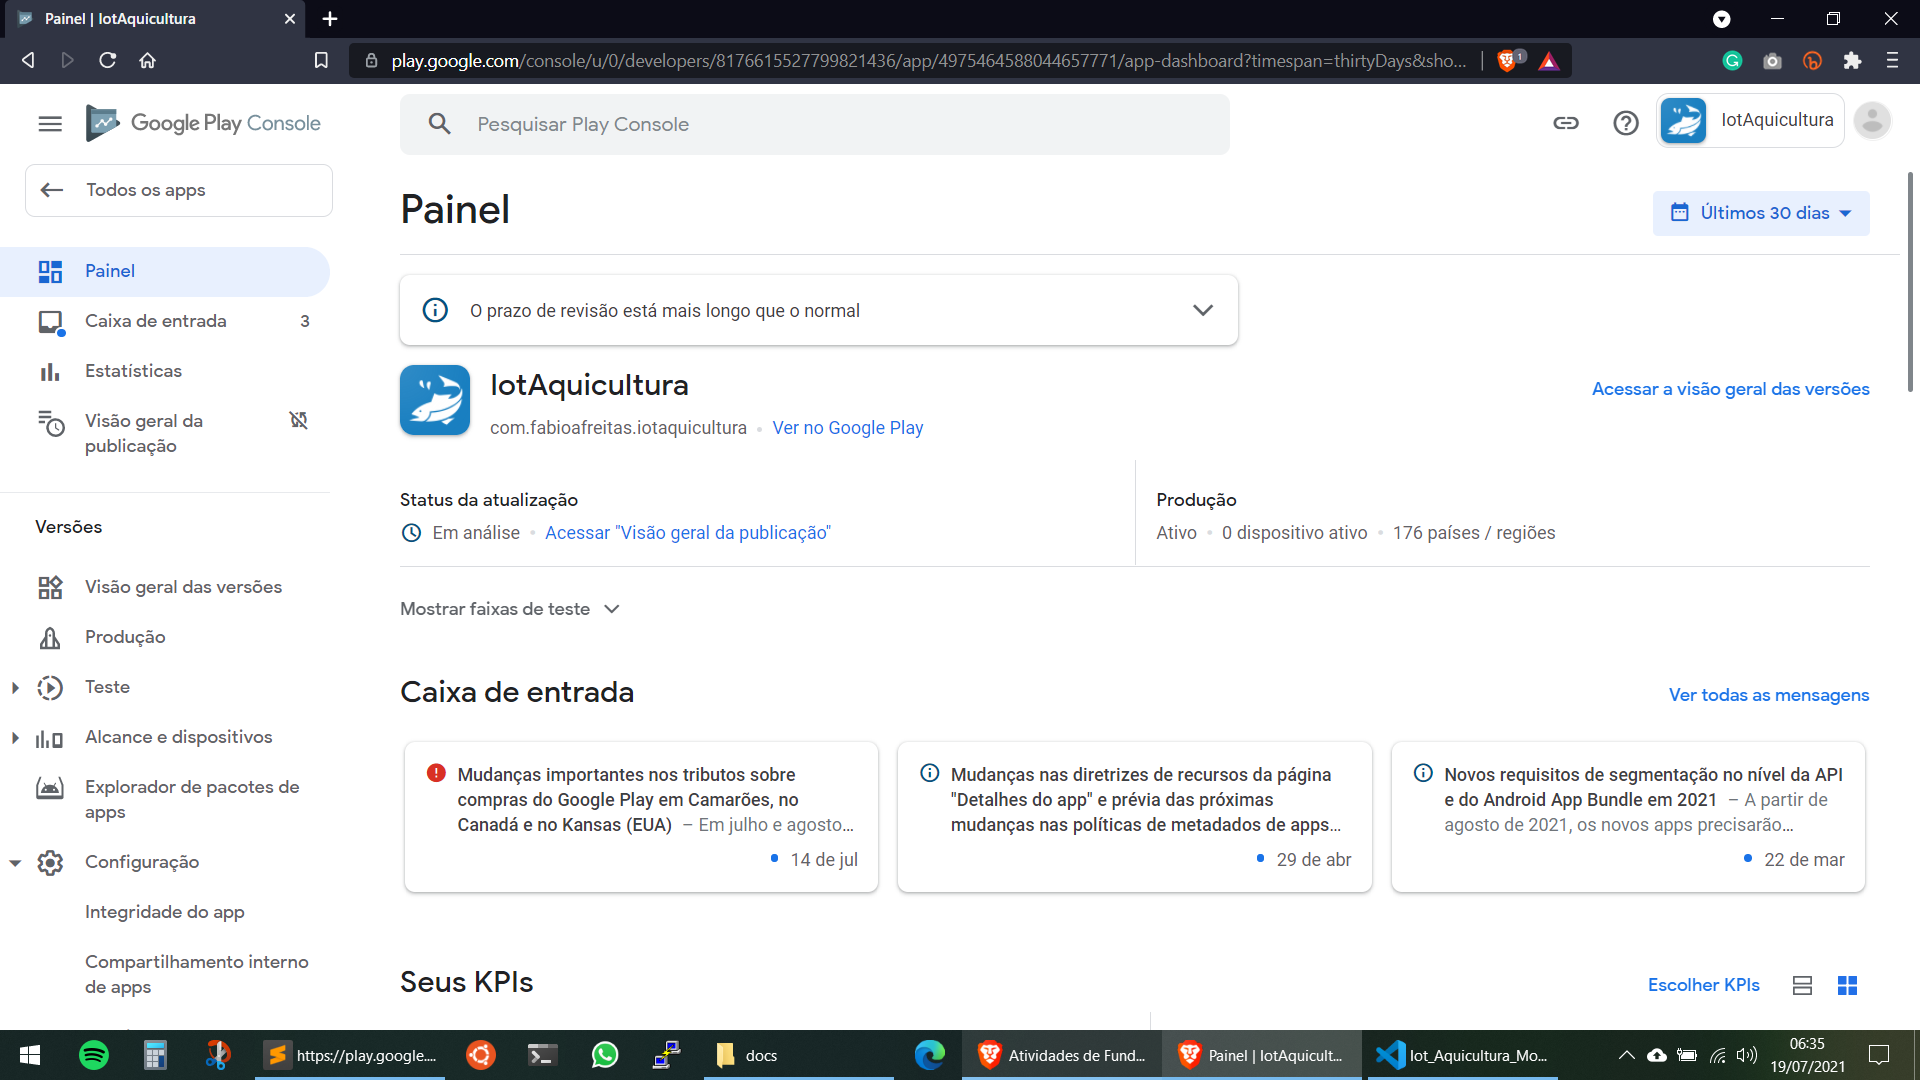 Painel | IotAquicultura
play.google.com/console/u/0/developers/8176615527799821436/app/4975464588044657771/app-dashboard?timespan=thirtyDays&sho...
1
Google Play Console
Pesquisar Play Console
IotAquicultura
Todos os apps
Painel
Últimos 30 dias
Painel
Caixa de entrada 3
Estatísticas
Visão geral da
publicação
O prazo de revisão está mais longo que o normal
IotAquicultura
Acessar a visão geral das versões
com.fabioafreitas.iotaquicultura • Ver no Google Play
Status da atualização
Em análise • Acessar "Visão geral da publicação"
Produção
Ativo • 0 dispositivo ativo • 176 países / regiões
Mostrar faixas de teste
Versões
Visão geral das versões
Produção
Teste
Alcance e dispositivos
Explorador de pacotes de
apps
Configuração
Integridade do app
Compartilhamento interno
de apps
Caixa de entrada
Ver todas as mensagens
Mudanças importantes nos tributos sobre
compras do Google Play em Camarões, no
Canadá e no Kansas (EUA) – Em julho e agosto...
• 14 de jul
Mudanças nas diretrizes de recursos da página
"Detalhes do app" e prévia das próximas
mudanças nas políticas de metadados de apps...
• 29 de abr
Novos requisitos de segmentação no nível da API
e do Android App Bundle em 2021 – A partir de
agosto de 2021, os novos apps precisarão...
• 22 de mar
Seus KPIs
Escolher KPIs
https://play.google....
docs
Atividades de Fund...
Painel | IotAquicult...
Iot_Aquicultura_Mo...
06:35
19/07/2021